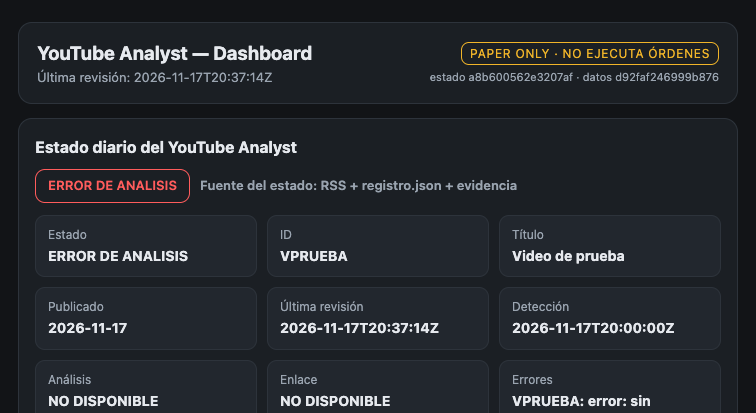 YouTube Analyst — Dashboard
PAPER ONLY · NO EJECUTA ÓRDENES
Última revisión: 2026-11-17T20:37:14Z
estado a8b600562e3207af · datos d92faf246999b876
Estado diario del YouTube Analyst
ERROR DE ANALISIS
Fuente del estado: RSS + registro.json + evidencia
Estado
ERROR DE ANALISIS
ID
VPRUEBA
Título
Video de prueba
Publicado
2026-11-17
Última revisión
2026-11-17T20:37:14Z
Detección
2026-11-17T20:00:00Z
Análisis
NO DISPONIBLE
Enlace
NO DISPONIBLE
Errores
VPRUEBA: error: sin